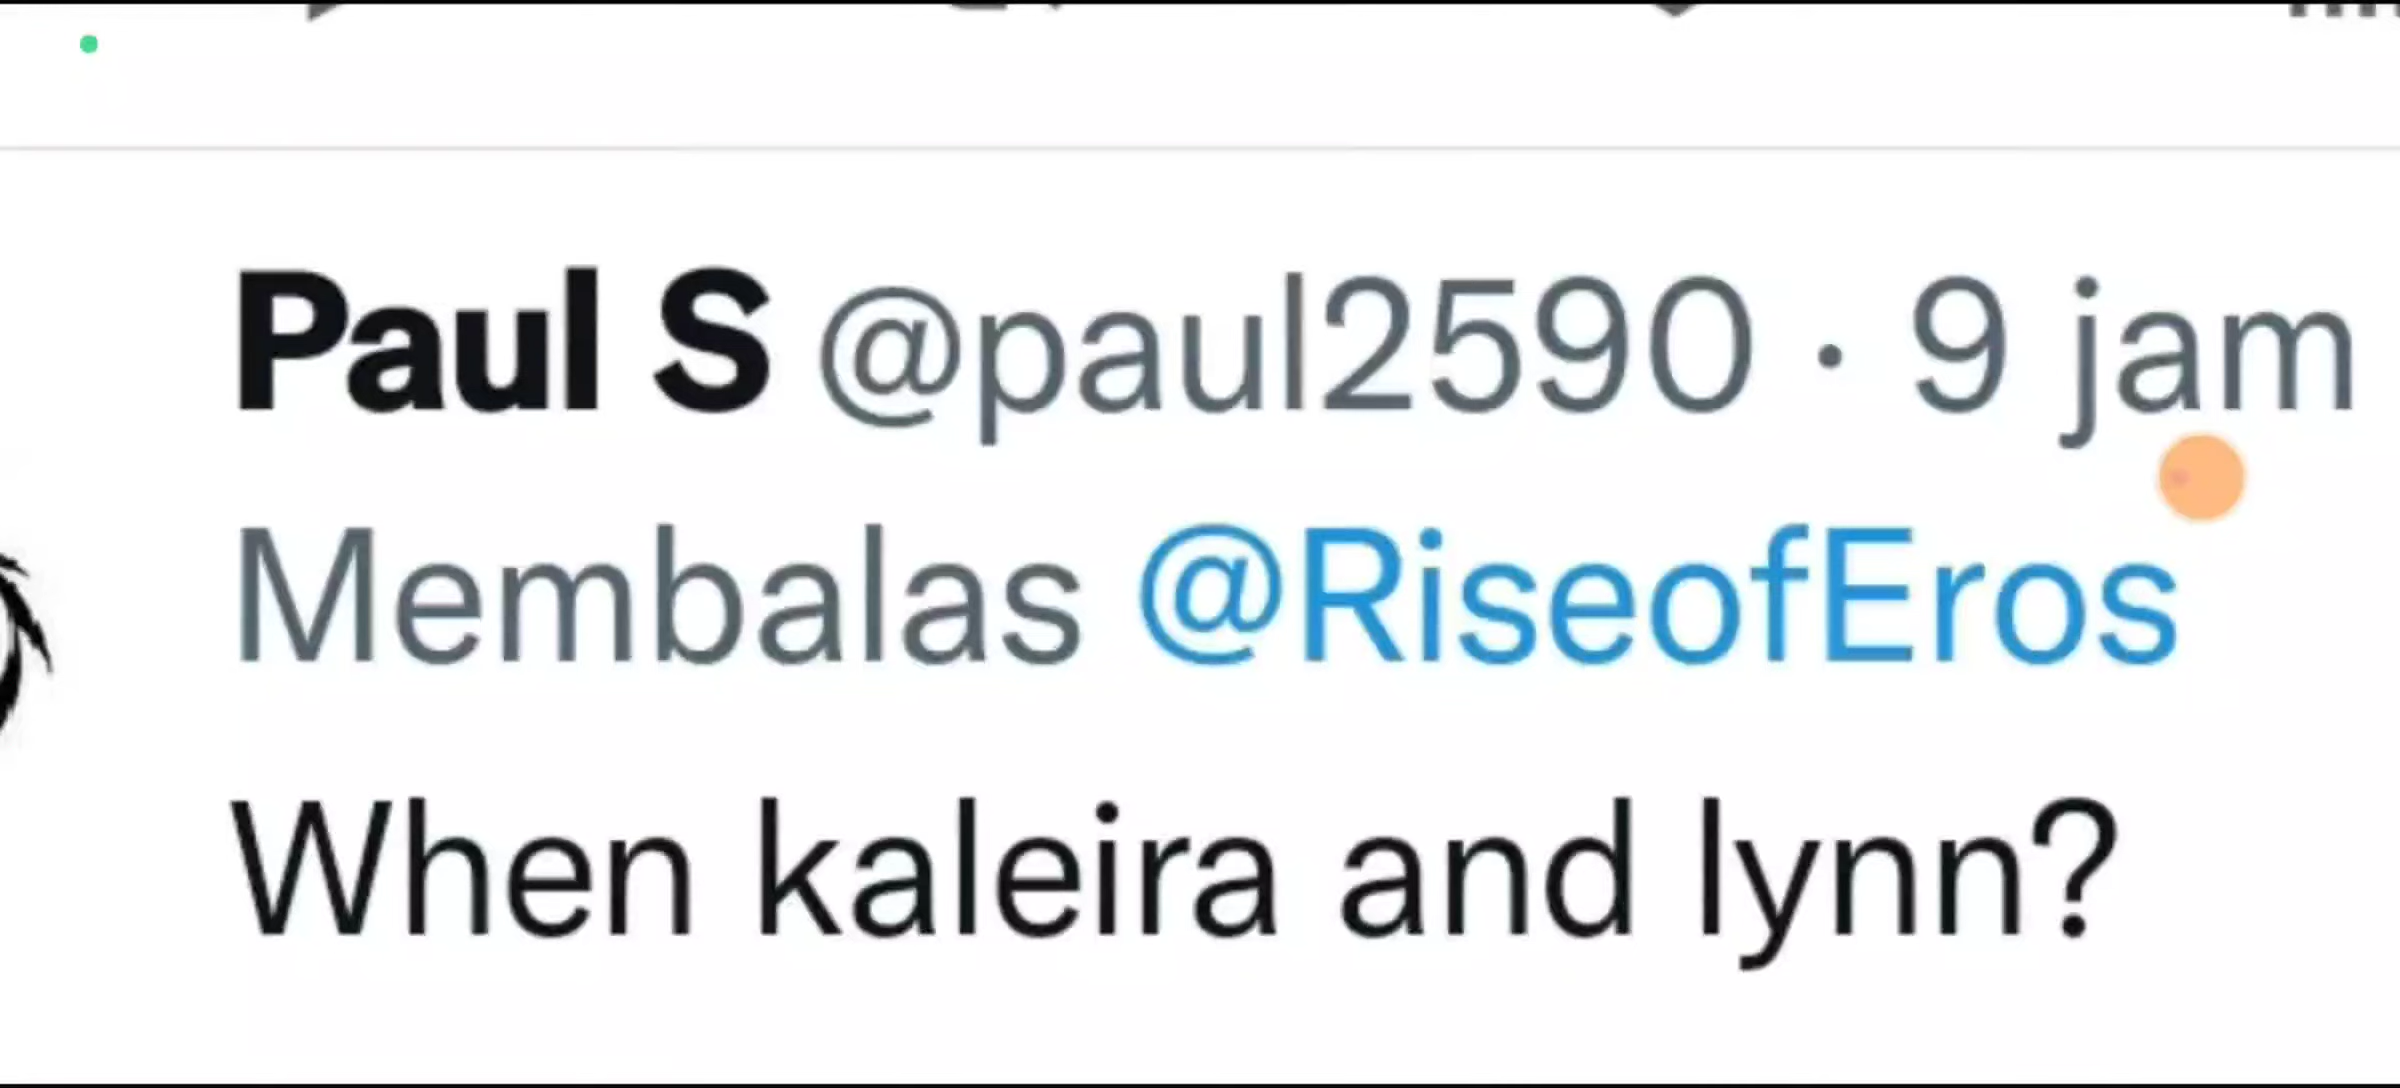 Paul S @paul2590 · 9 jam
Membalas @RiseofEros
When kaleira and lynn?